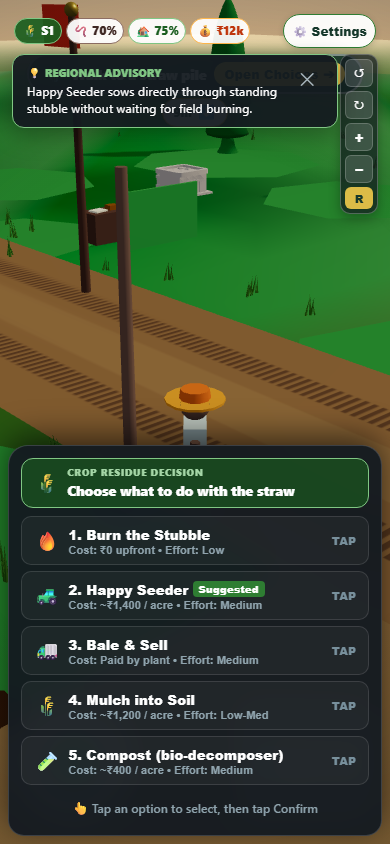 S1
70%
75%
₹12k
Settings
REGIONAL ADVISORY
Happy Seeder sows directly through standing
stubble without waiting for field burning.
R
CROP RESIDUE DECISION
Choose what to do with the straw
1. Burn the Stubble
Cost: ₹0 upfront • Effort: Low
TAP
2. Happy Seeder Suggested
Cost: ~₹1,400 / acre • Effort: Medium
TAP
3. Bale & Sell
Cost: Paid by plant • Effort: Medium
TAP
4. Mulch into Soil
Cost: ~₹1,200 / acre • Effort: Low-Med
TAP
5. Compost (bio-decomposer)
Cost: ~₹400 / acre • Effort: Medium
TAP
Tap an option to select, then tap Confirm